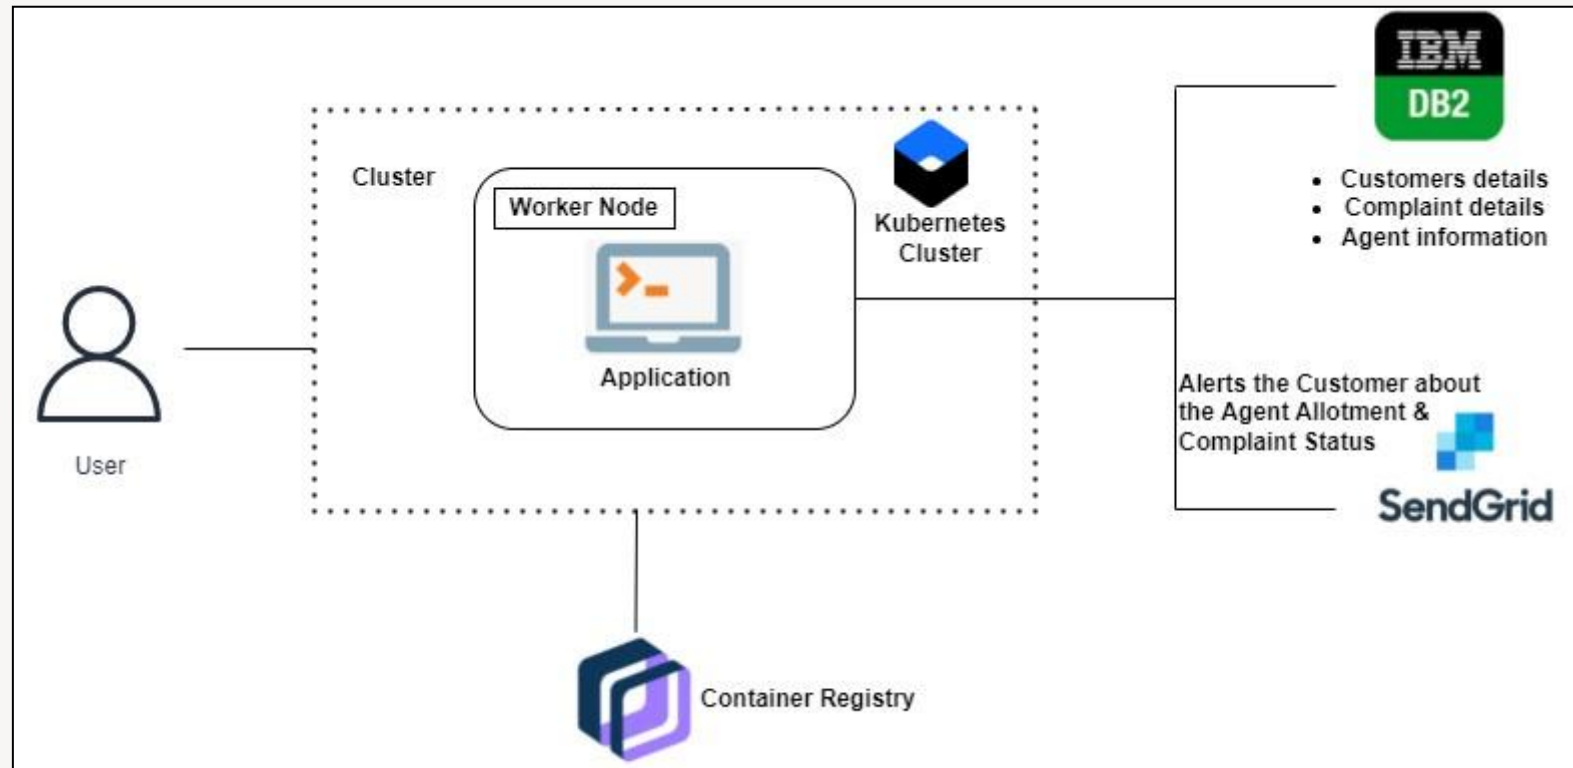 IBM
DB2
Cluster
Worker Node
Kubernetes
Cluster
• Customers details
• Complaint details
• Agent information
Application
User
Alerts the Customer about
the Agent Allotment &
Complaint Status
SendGrid
Container Registry